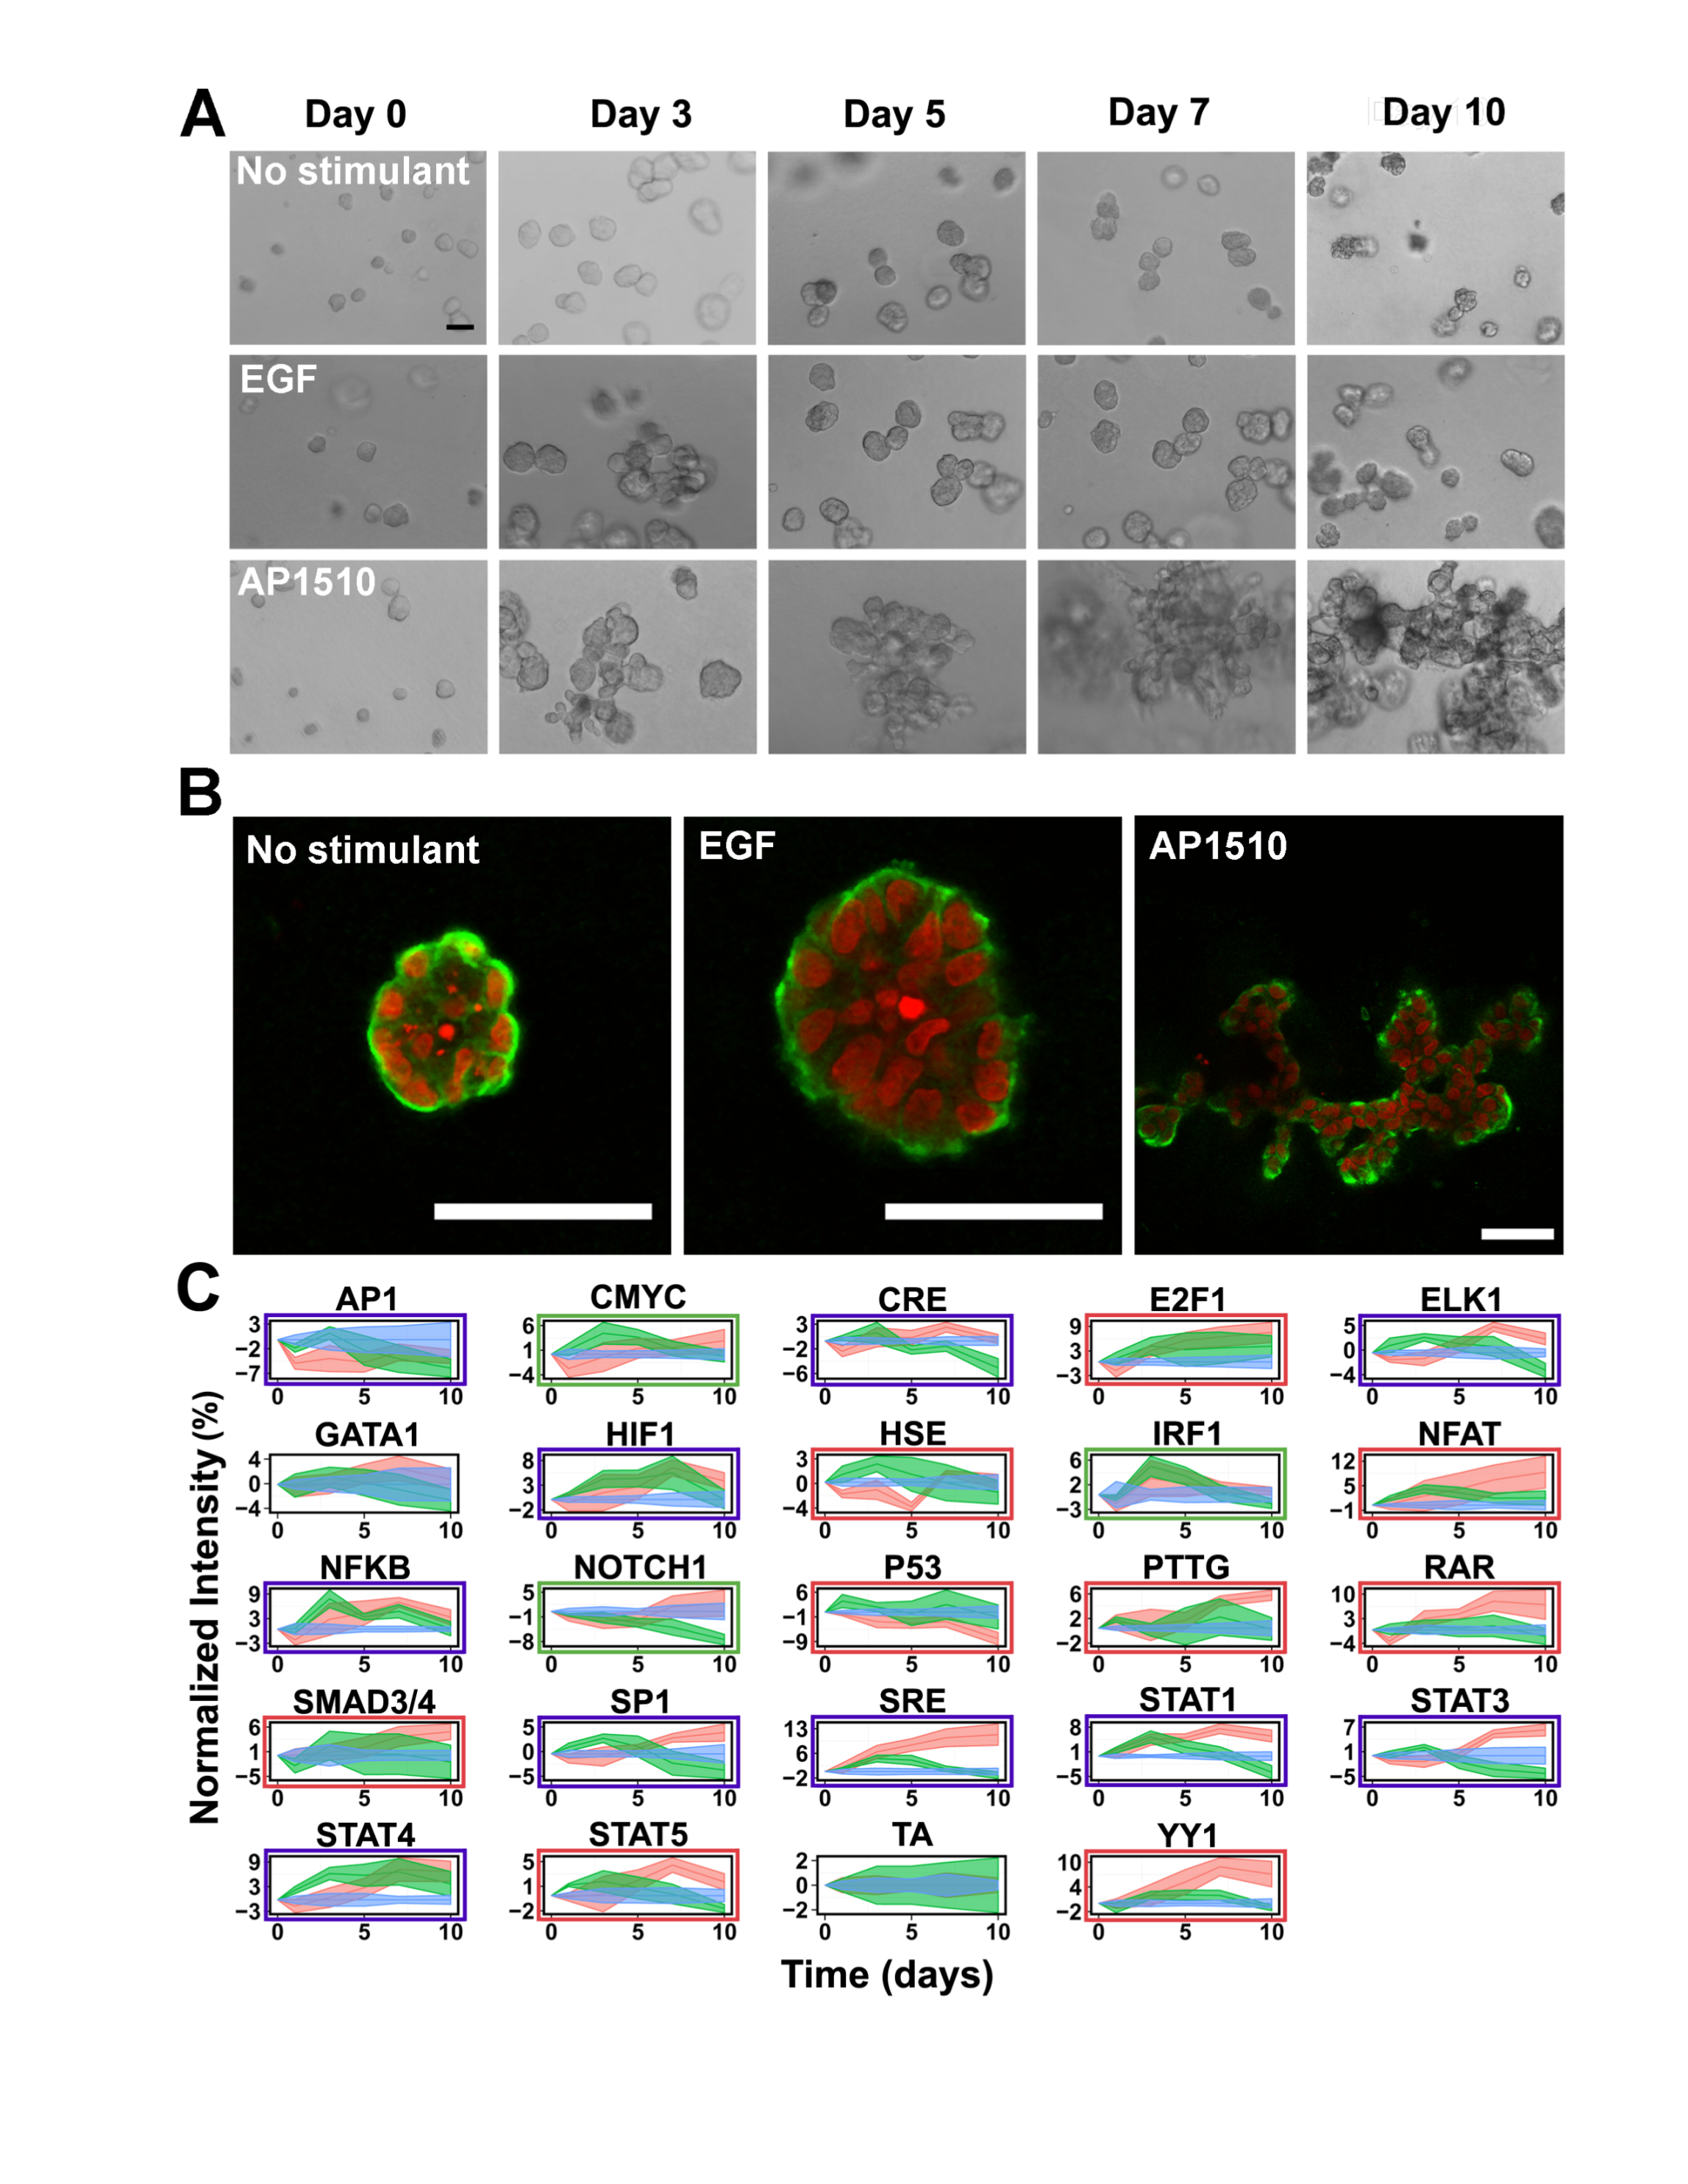 A
Day 0 Day 3 Day 5 Day 7 Day 10
No stimulant
EGF
AP1510
B
No stimulant EGF AP1510
C
Normalized Intensity (%)
AP1 CMYC CRE E2F1 ELK1
3 6 3 9 5
−2 1 −2 3 0
−7 −4 −6 −3 −4
0 5 10 0 5 10 0 5 10 0 5 10 0 5 10
GATA1 HIF1 HSE IRF1 NFAT
4 8 3 6 12
0 3 0 2 5
−4 −2 −4 −3 −1
0 5 10 0 5 10 0 5 10 0 5 10 0 5 10
NFKB NOTCH1 P53 PTTG RAR
9 5 6 6 10
3 −1 −1 2 3
−3 −8 −9 −2 −4
0 5 10 0 5 10 0 5 10 0 5 10 0 5 10
SMAD3/4 SP1 SRE STAT1 STAT3
6 5 13 8 7
1 0 6 1 1
−5 −5 −2 −5 −5
0 5 10 0 5 10 0 5 10 0 5 10 0 5 10
STAT4 STAT5 TA YY1
9 5 2 10
3 1 0 4
−3 −2 −2 −2
0 5 10 0 5 10 0 5 10 0 5 10
Time (days)